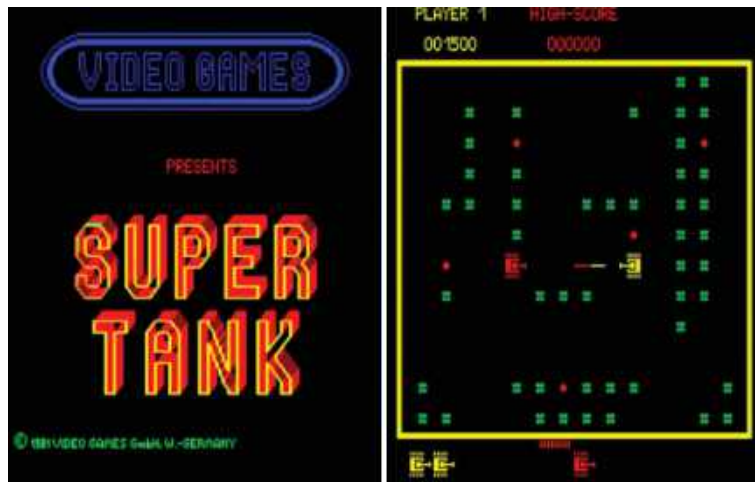 VIDEO GAMES
PRESENTS
SUPER
TANK
© 1981 VIDEO GAMES GmbH, W.-GERMANY
PLAYER 1 HIGH-SCORE
001500 000000